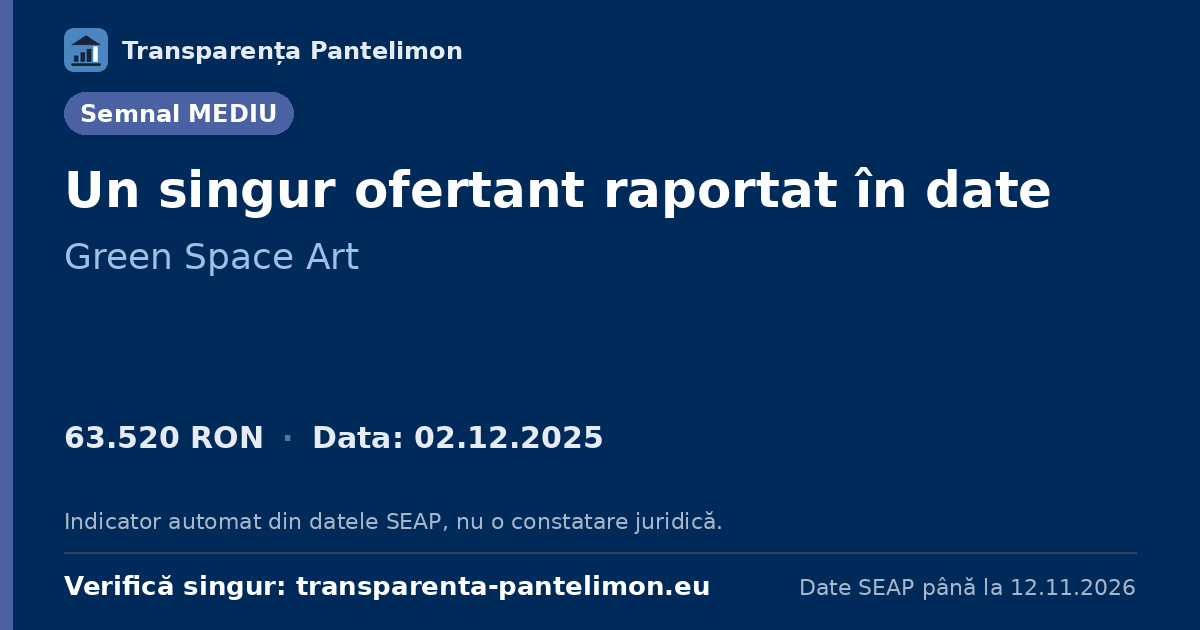 Transparența Pantelimon
Semnal MEDIU
Un singur ofertant raportat în date
Green Space Art
63.520 RON · Data: 02.12.2025
Indicator automat din datele SEAP, nu o constatare juridică.
Verifică singur: transparenta-pantelimon.eu
Date SEAP până la 12.11.2026